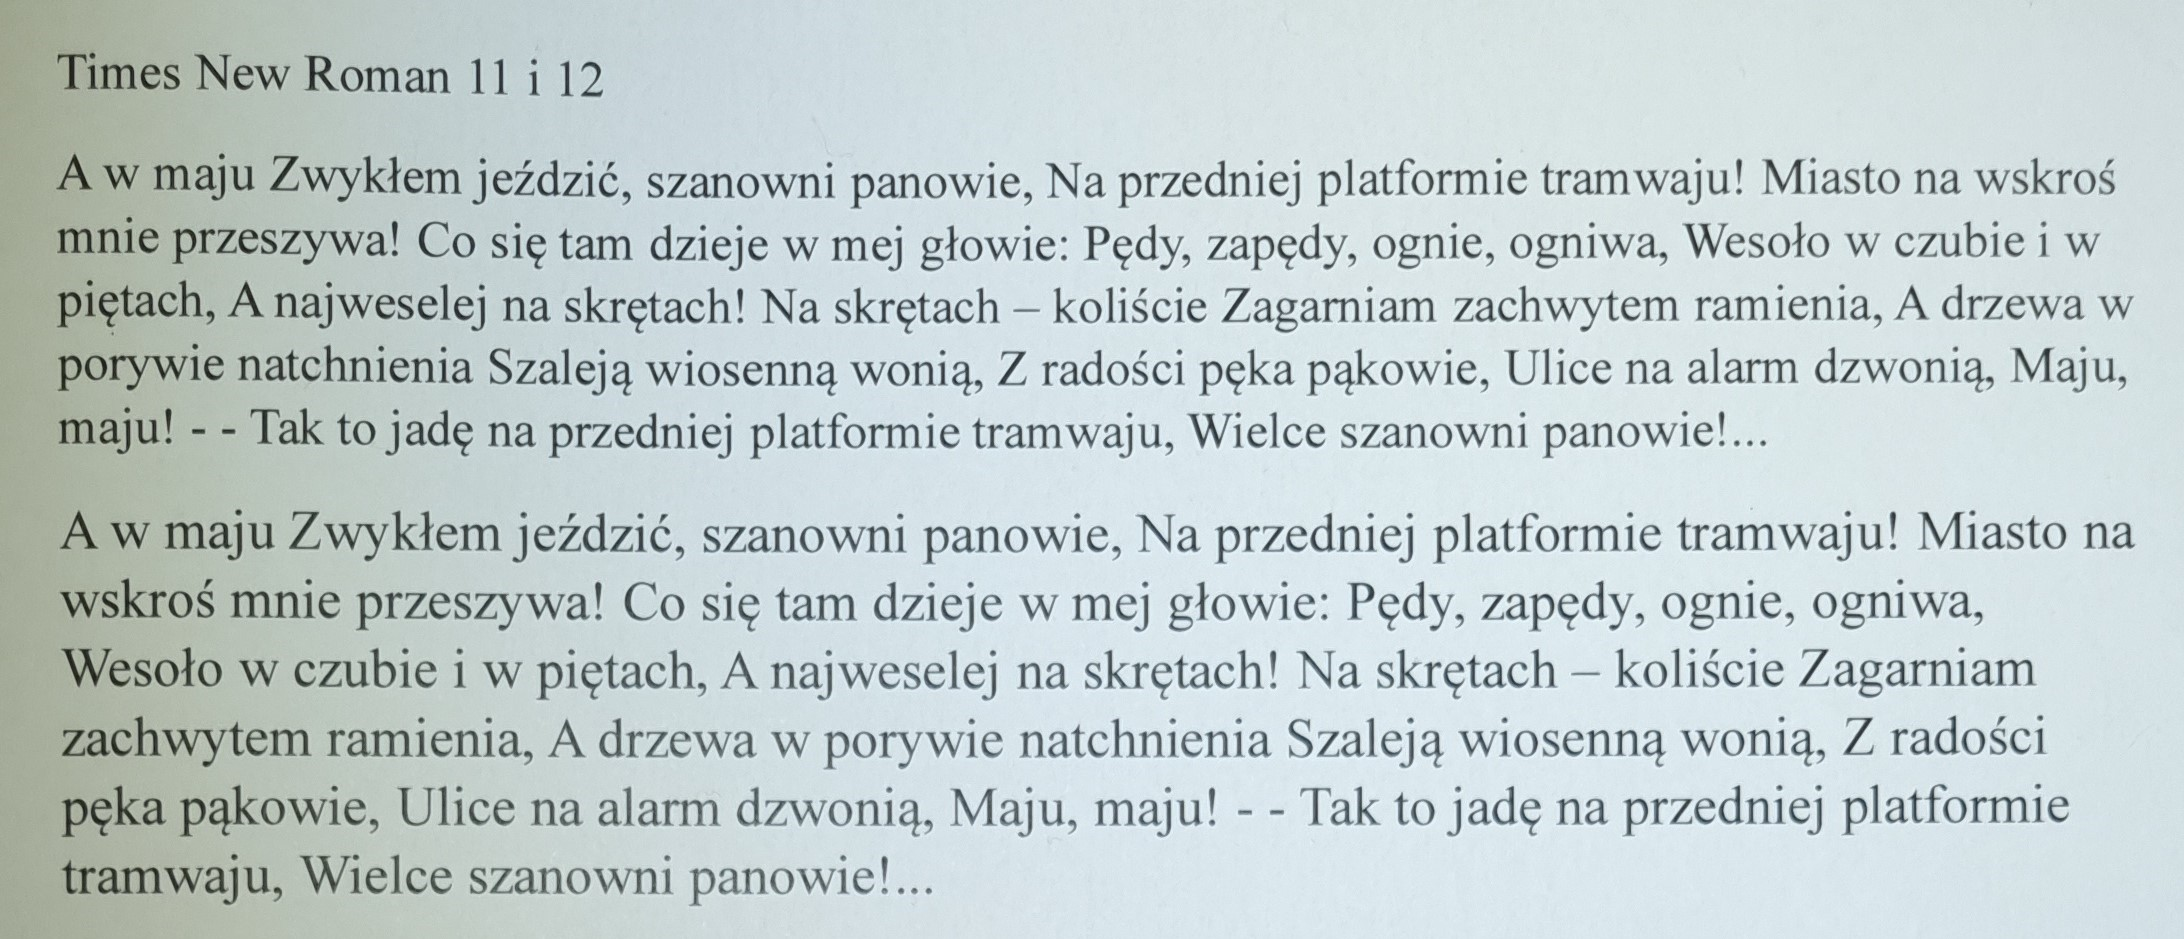 Times New Roman 11 i 12
A w maju Zwykłem jeździć, szanowni panowie, Na przedniej platformie tramwaju! Miasto na wskroś
mnie przeszywa! Co się tam dzieje w mej głowie: Pędy, zapędy, ognie, ogniwa, Wesoło w czubie i w
piętach, A najweselej na skrętach! Na skrętach – koliście Zagarniam zachwytem ramienia, A drzewa w
porywie natchnienia Szaleją wiosenną wonią, Z radości pęka pąkowie, Ulice na alarm dzwonią, Maju,
maju! - - Tak to jadę na przedniej platformie tramwaju, Wielce szanowni panowie!...
A w maju Zwykłem jeździć, szanowni panowie, Na przedniej platformie tramwaju! Miasto na
wskroś mnie przeszywa! Co się tam dzieje w mej głowie: Pędy, zapędy, ognie, ogniwa,
Wesoło w czubie i w piętach, A najweselej na skrętach! Na skrętach – koliście Zagarniam
zachwytem ramienia, A drzewa w porywie natchnienia Szaleją wiosenną wonią, Z radości
pęka pąkowie, Ulice na alarm dzwonią, Maju, maju! - - Tak to jadę na przedniej platformie
tramwaju, Wielce szanowni panowie!...